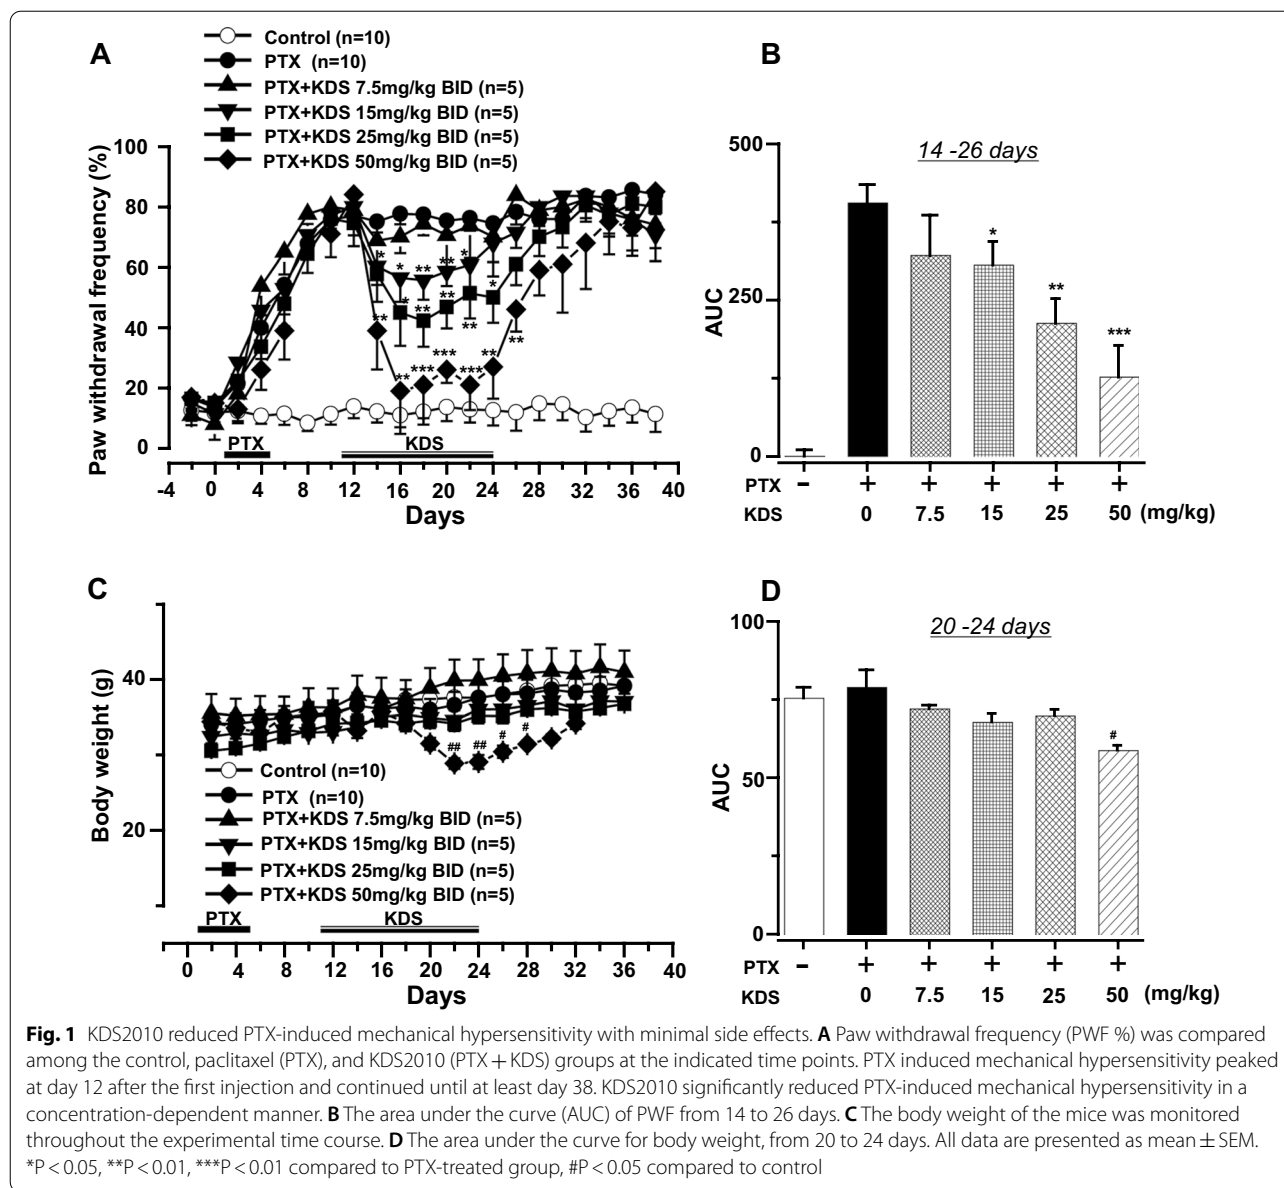 A
Control (n=10)
PTX (n=10)
PTX+KDS 7.5mg/kg BID (n=5)
PTX+KDS 15mg/kg BID (n=5)
PTX+KDS 25mg/kg BID (n=5)
PTX+KDS 50mg/kg BID (n=5)
Paw withdrawal frequency (%)
100
80
60
40
20
0
* * ** ** *
* ** ** ** *
** ** *** *** *** ** **
PTX KDS
-4 0 4 8 12 16 20 24 28 32 36 40
Days
B
14 -26 days
AUC
500
250
0
* ** ***
PTX − + + + + +
KDS 0 7.5 15 25 50 (mg/kg)
C
Body weight (g)
40
20
## ## # #
Control (n=10)
PTX (n=10)
PTX+KDS 7.5mg/kg BID (n=5)
PTX+KDS 15mg/kg BID (n=5)
PTX+KDS 25mg/kg BID (n=5)
PTX+KDS 50mg/kg BID (n=5)
PTX KDS
0 4 8 12 16 20 24 28 32 36 40
Days
D
20 -24 days
AUC
100
50
0
#
PTX − + + + + +
KDS 0 7.5 15 25 50 (mg/kg)
Fig. 1 KDS2010 reduced PTX-induced mechanical hypersensitivity with minimal side effects. A Paw withdrawal frequency (PWF %) was compared
among the control, paclitaxel (PTX), and KDS2010 (PTX + KDS) groups at the indicated time points. PTX induced mechanical hypersensitivity peaked
at day 12 after the first injection and continued until at least day 38. KDS2010 significantly reduced PTX-induced mechanical hypersensitivity in a
concentration-dependent manner. B The area under the curve (AUC) of PWF from 14 to 26 days. C The body weight of the mice was monitored
throughout the experimental time course. D The area under the curve for body weight, from 20 to 24 days. All data are presented as mean ± SEM.
*P < 0.05, **P < 0.01, ***P < 0.01 compared to PTX-treated group, #P < 0.05 compared to control